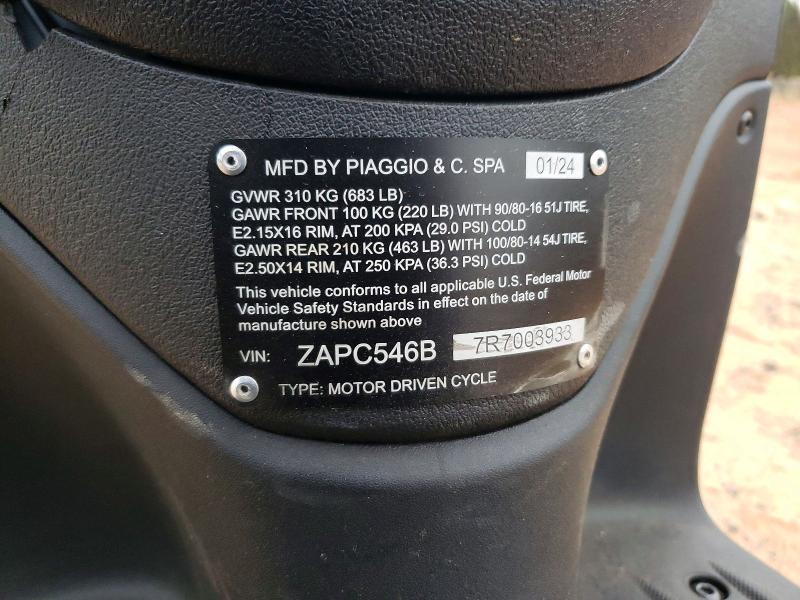 MFD BY PIAGGIO & C. SPA 01/24
GVWR 310 KG (683 LB)
GAWR FRONT 100 KG (220 LB) WITH 90/80-16 51J TIRE,
E2.15X16 RIM, AT 200 KPA (29.0 PSI) COLD
GAWR REAR 210 KG (463 LB) WITH 100/80-14 54J TIRE,
E2.50X14 RIM, AT 250 KPA (36.3 PSI) COLD
This vehicle conforms to all applicable U.S. Federal Motor
Vehicle Safety Standards in effect on the date of
manufacture shown above
VIN: ZAPC546B 7R7003933
TYPE: MOTOR DRIVEN CYCLE